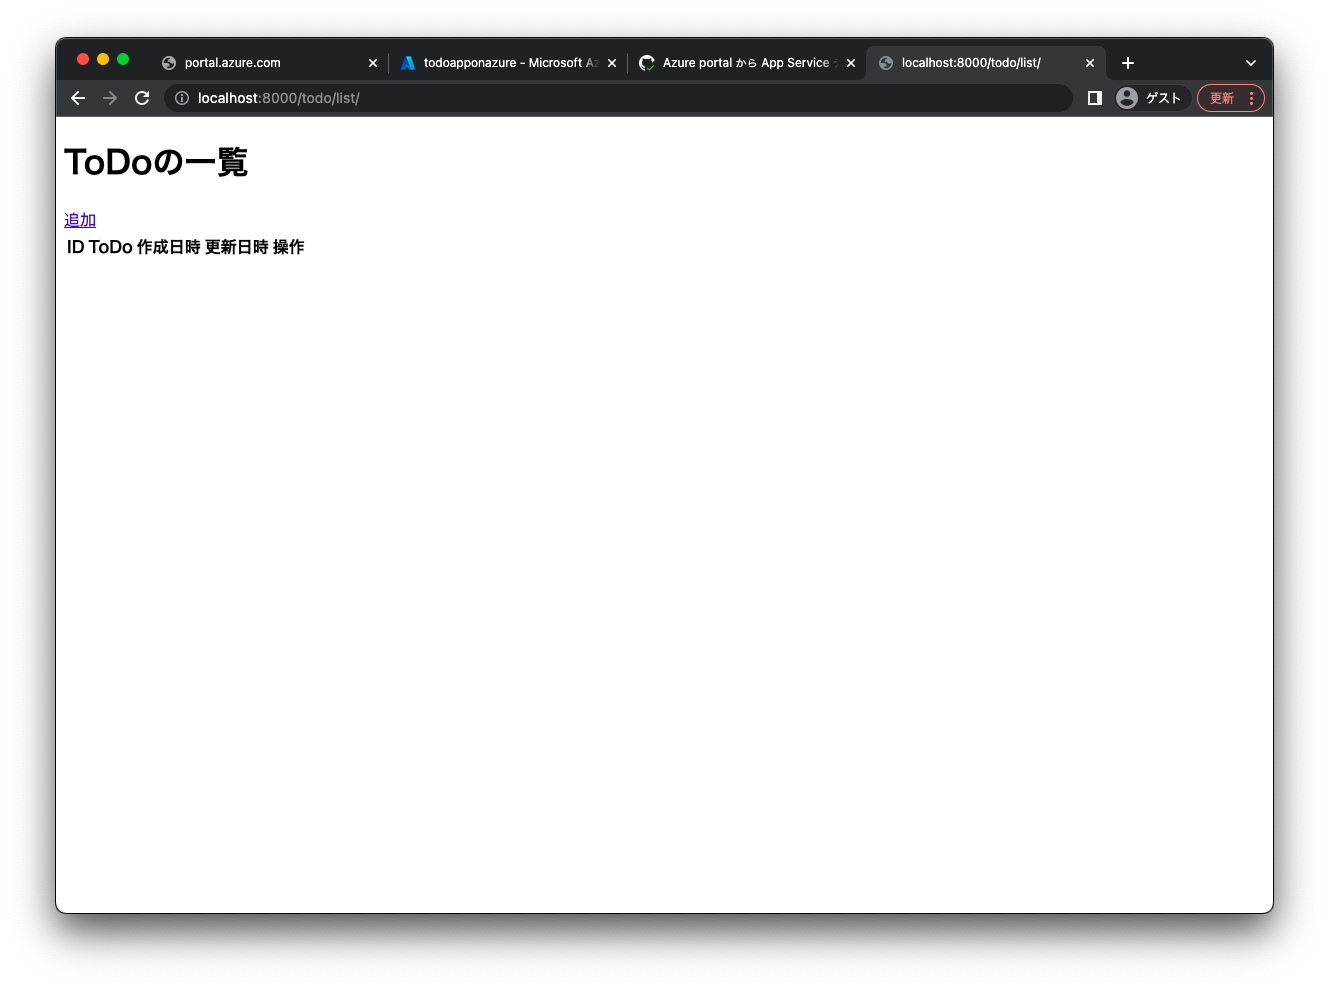 portal.azure.com
todoapponazure - Microsoft Az
Azure portal から App Service
localhost:8000/todo/list/
localhost:8000/todo/list/
ゲスト
更新
ToDoの一覧
追加
ID ToDo 作成日時 更新日時 操作